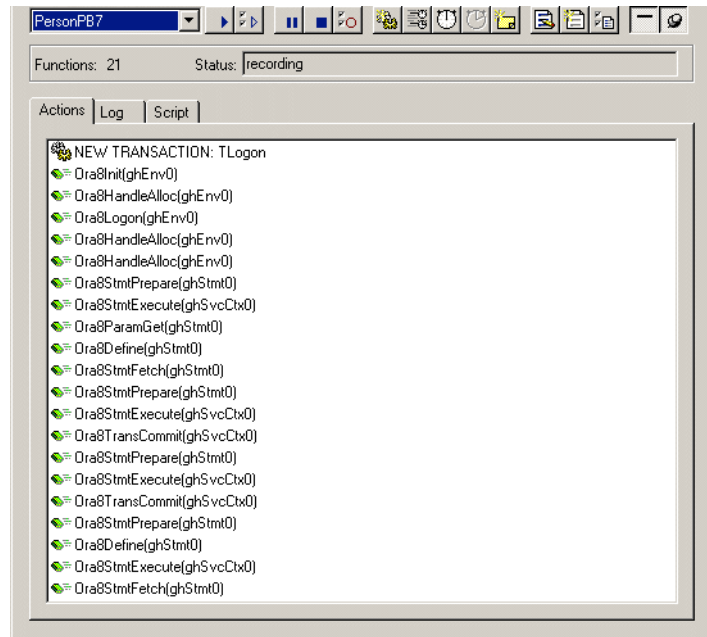 PersonPB7
Functions: 21 Status: recording
Actions Log Script
NEW TRANSACTION: TLogon
Ora8Init(ghEnv0)
Ora8HandleAlloc(ghEnv0)
Ora8Logon(ghEnv0)
Ora8HandleAlloc(ghEnv0)
Ora8HandleAlloc(ghEnv0)
Ora8StmtPrepare(ghStmt0)
Ora8StmtExecute(ghSvcCtx0)
Ora8ParamGet(ghStmt0)
Ora8Define(ghStmt0)
Ora8StmtFetch(ghStmt0)
Ora8StmtPrepare(ghStmt0)
Ora8StmtExecute(ghSvcCtx0)
Ora8TransCommit(ghSvcCtx0)
Ora8StmtPrepare(ghStmt0)
Ora8StmtExecute(ghSvcCtx0)
Ora8TransCommit(ghSvcCtx0)
Ora8StmtPrepare(ghStmt0)
Ora8Define(ghStmt0)
Ora8StmtExecute(ghSvcCtx0)
Ora8StmtFetch(ghStmt0)